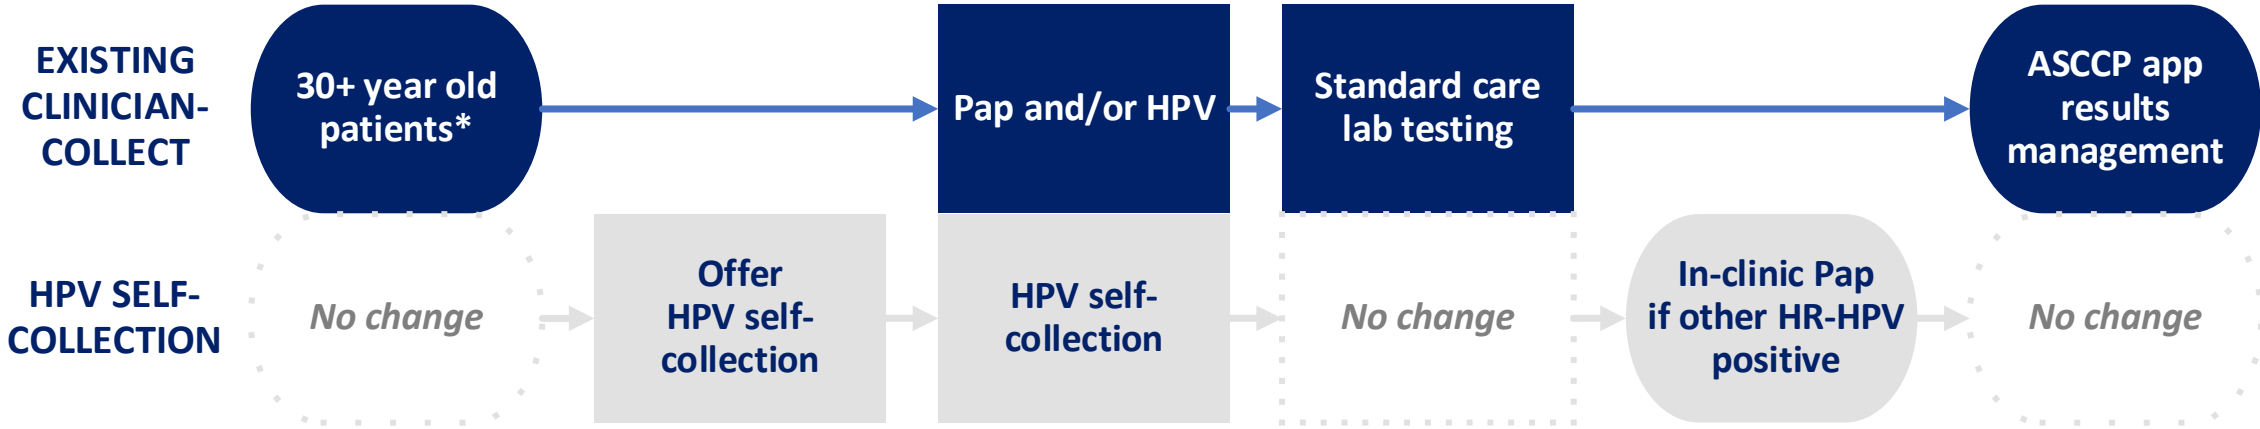 EXISTING
CLINICIAN-
COLLECT
30+ year old
patients*
Pap and/or HPV
Standard care
lab testing
ASCCP app
results
management
HPV SELF-
COLLECTION
No change
Offer
HPV self-
collection
HPV self-
collection
No change
In-clinic Pap
if other HR-HPV
positive
No change